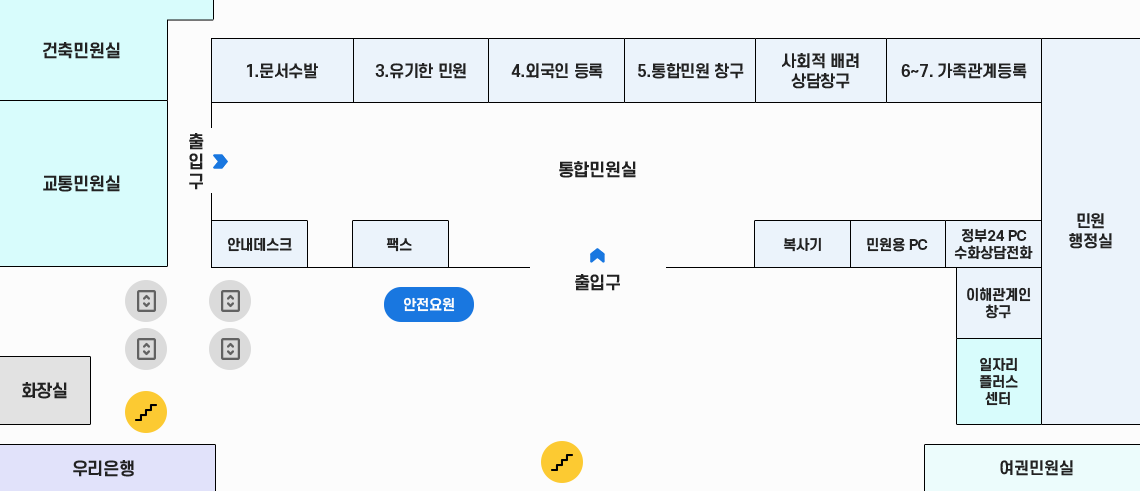 건축민원실
1.문서수발
3.유기한 민원
4.외국인 등록
5.통합민원 창구
사회적 배려
상담창구
6~7. 가족관계등록
교통민원실
출
입
구
통합민원실
민원
행정실
안내데스크
팩스
복사기
민원용 PC
정부24 PC
수화상담전화
출입구
안전요원
이해관계인
창구
일자리
플러스
센터
화장실
우리은행
여권민원실